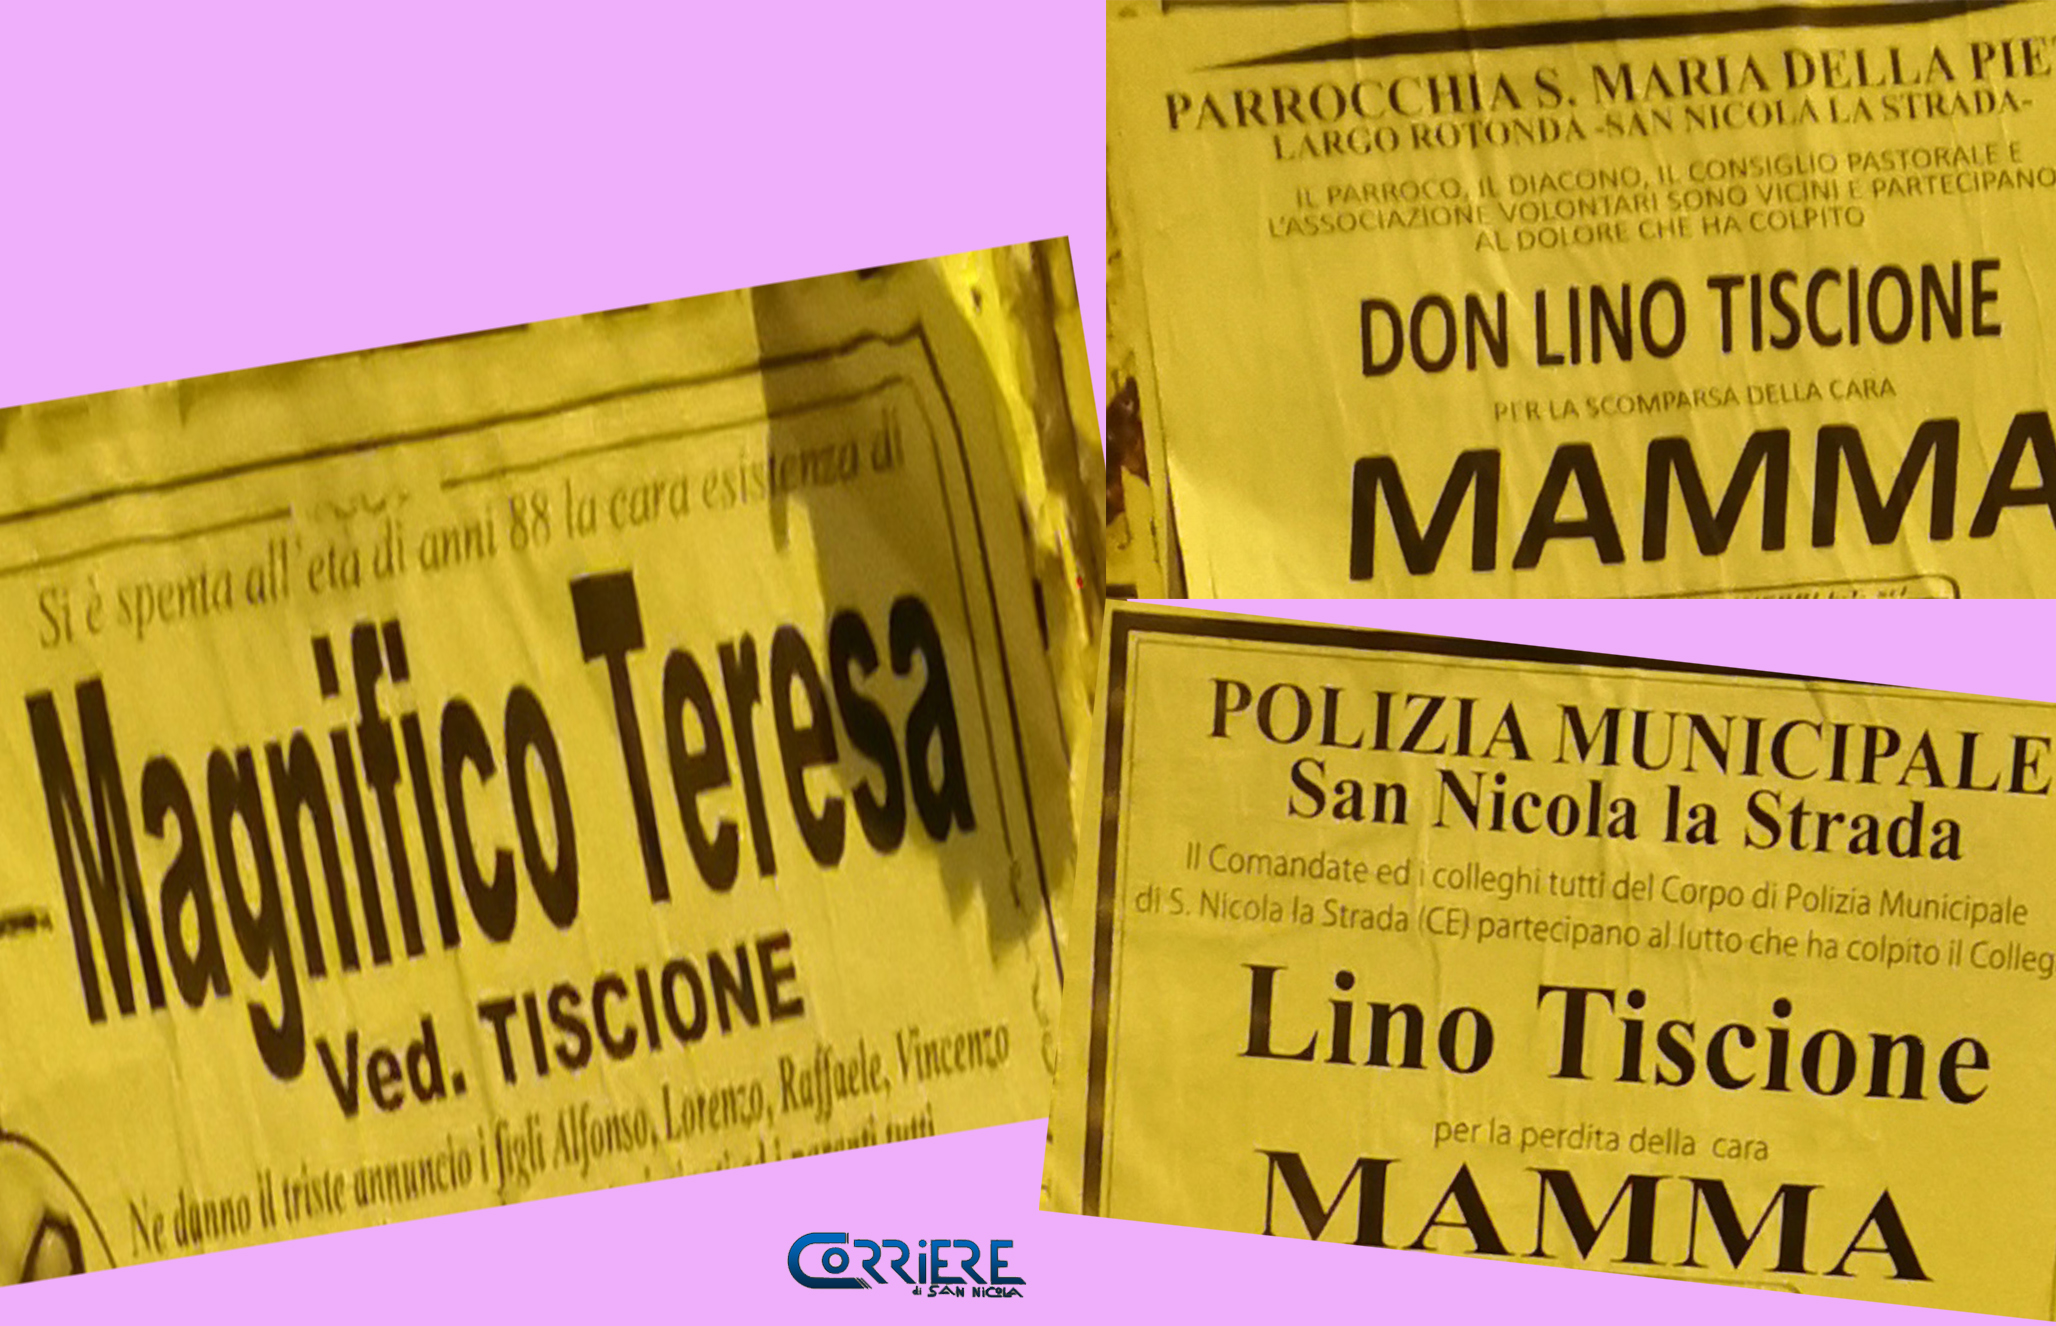 Si è spenta all'età di anni 88 la cara esistenza di
Magnifico Teresa
Ved. TISCIONE
Ne danno il triste annuncio i figli Alfonso, Lorenzo, Raffaele, Vincenzo
parenti tutti
PARROCCHIA S. MARIA DELLA PIE
LARGO ROTONDA -SAN NICOLA LA STRADA-
IL PARROCO, IL DIACONO, IL CONSIGLIO PASTORALE E
L'ASSOCIAZIONE VOLONTARI SONO VICINI E PARTECIPANO
AL DOLORE CHE HA COLPITO
DON LINO TISCIONE
PER LA SCOMPARSA DELLA CARA
MAMMA
POLIZIA MUNICIPALE
San Nicola la Strada
Il Comandate ed i colleghi tutti del Corpo di Polizia Municipale
di S. Nicola la Strada (CE) partecipano al lutto che ha colpito il Colleg
Lino Tiscione
per la perdita della cara
MAMMA
CORRiERE
di SAN NiCOLA